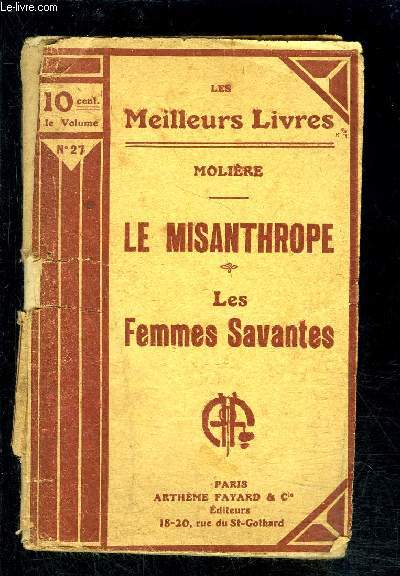 Le-livre.com
10 cent.
le Volume
N° 27
LES
Meilleurs Livres
MOLIÈRE
LE MISANTHROPE
Les
Femmes Savantes
PARIS
ARTHÈME FAYARD & Cie
Éditeurs
18-20, rue du St-Gothard